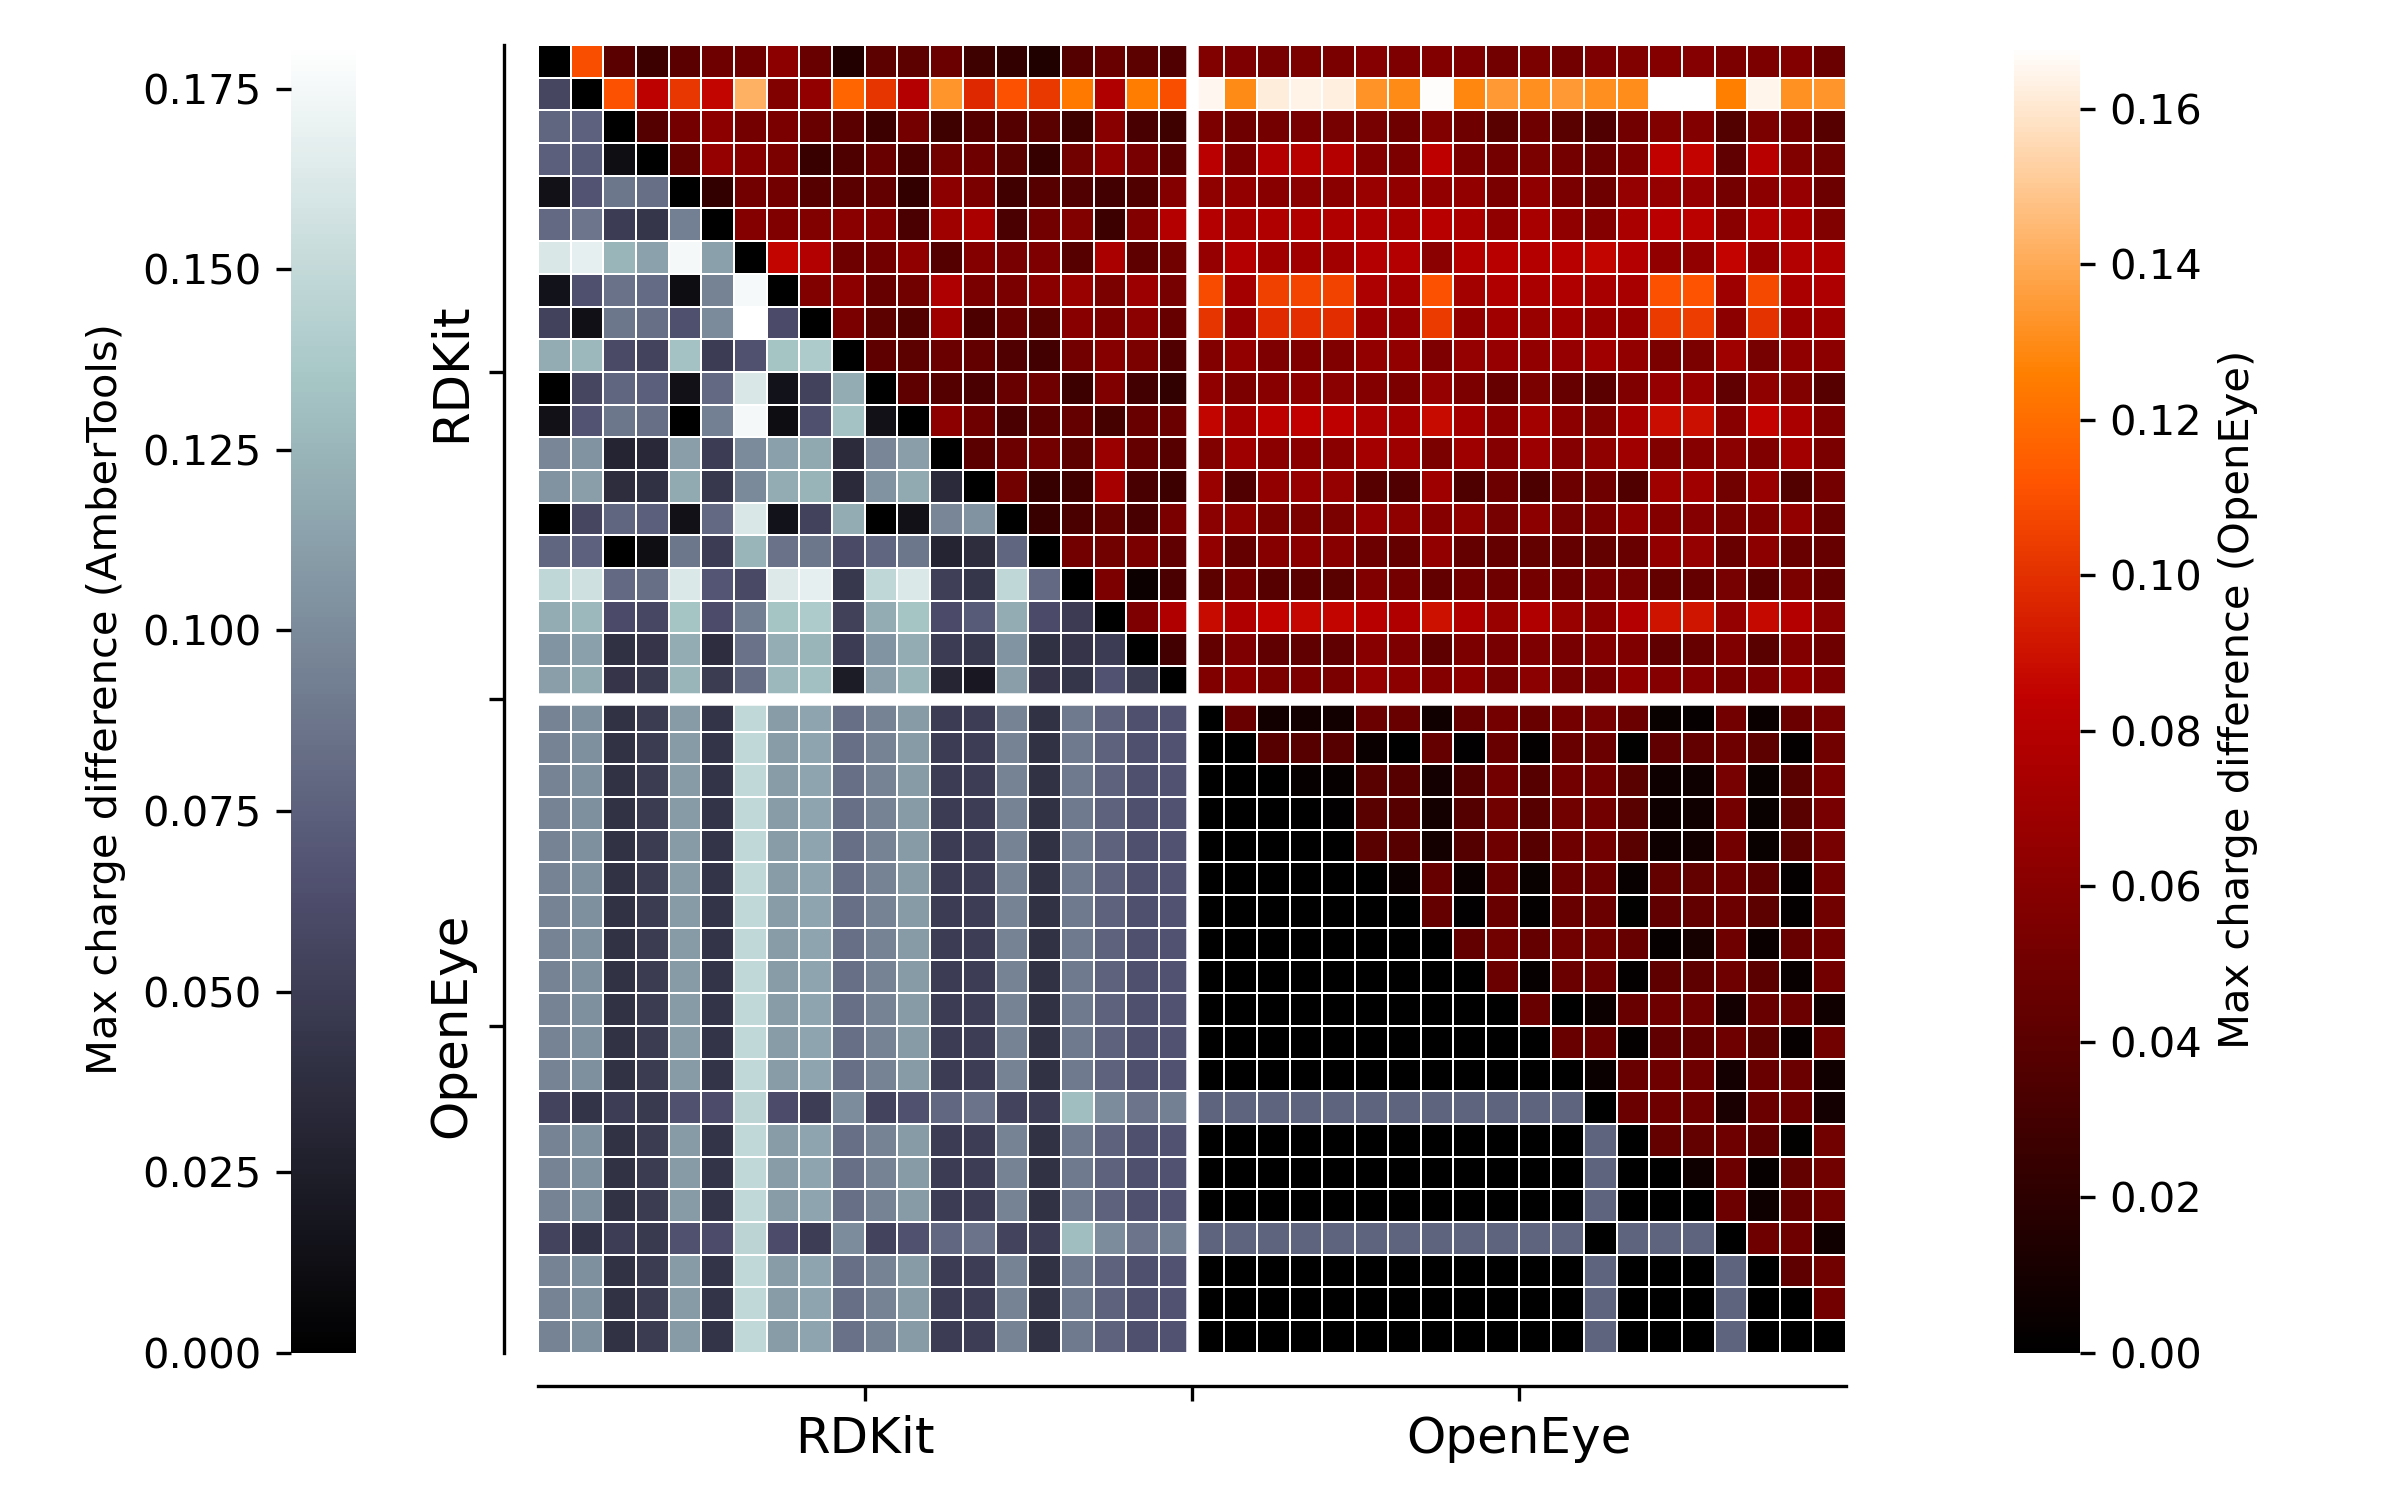 Max charge difference (AmberTools)
0.175
0.150
0.125
0.100
0.075
0.050
0.025
0.000
RDKit
OpenEye
RDKit
OpenEye
0.16
0.14
0.12
0.10
0.08
0.06
0.04
0.02
0.00
Max charge difference (OpenEye)